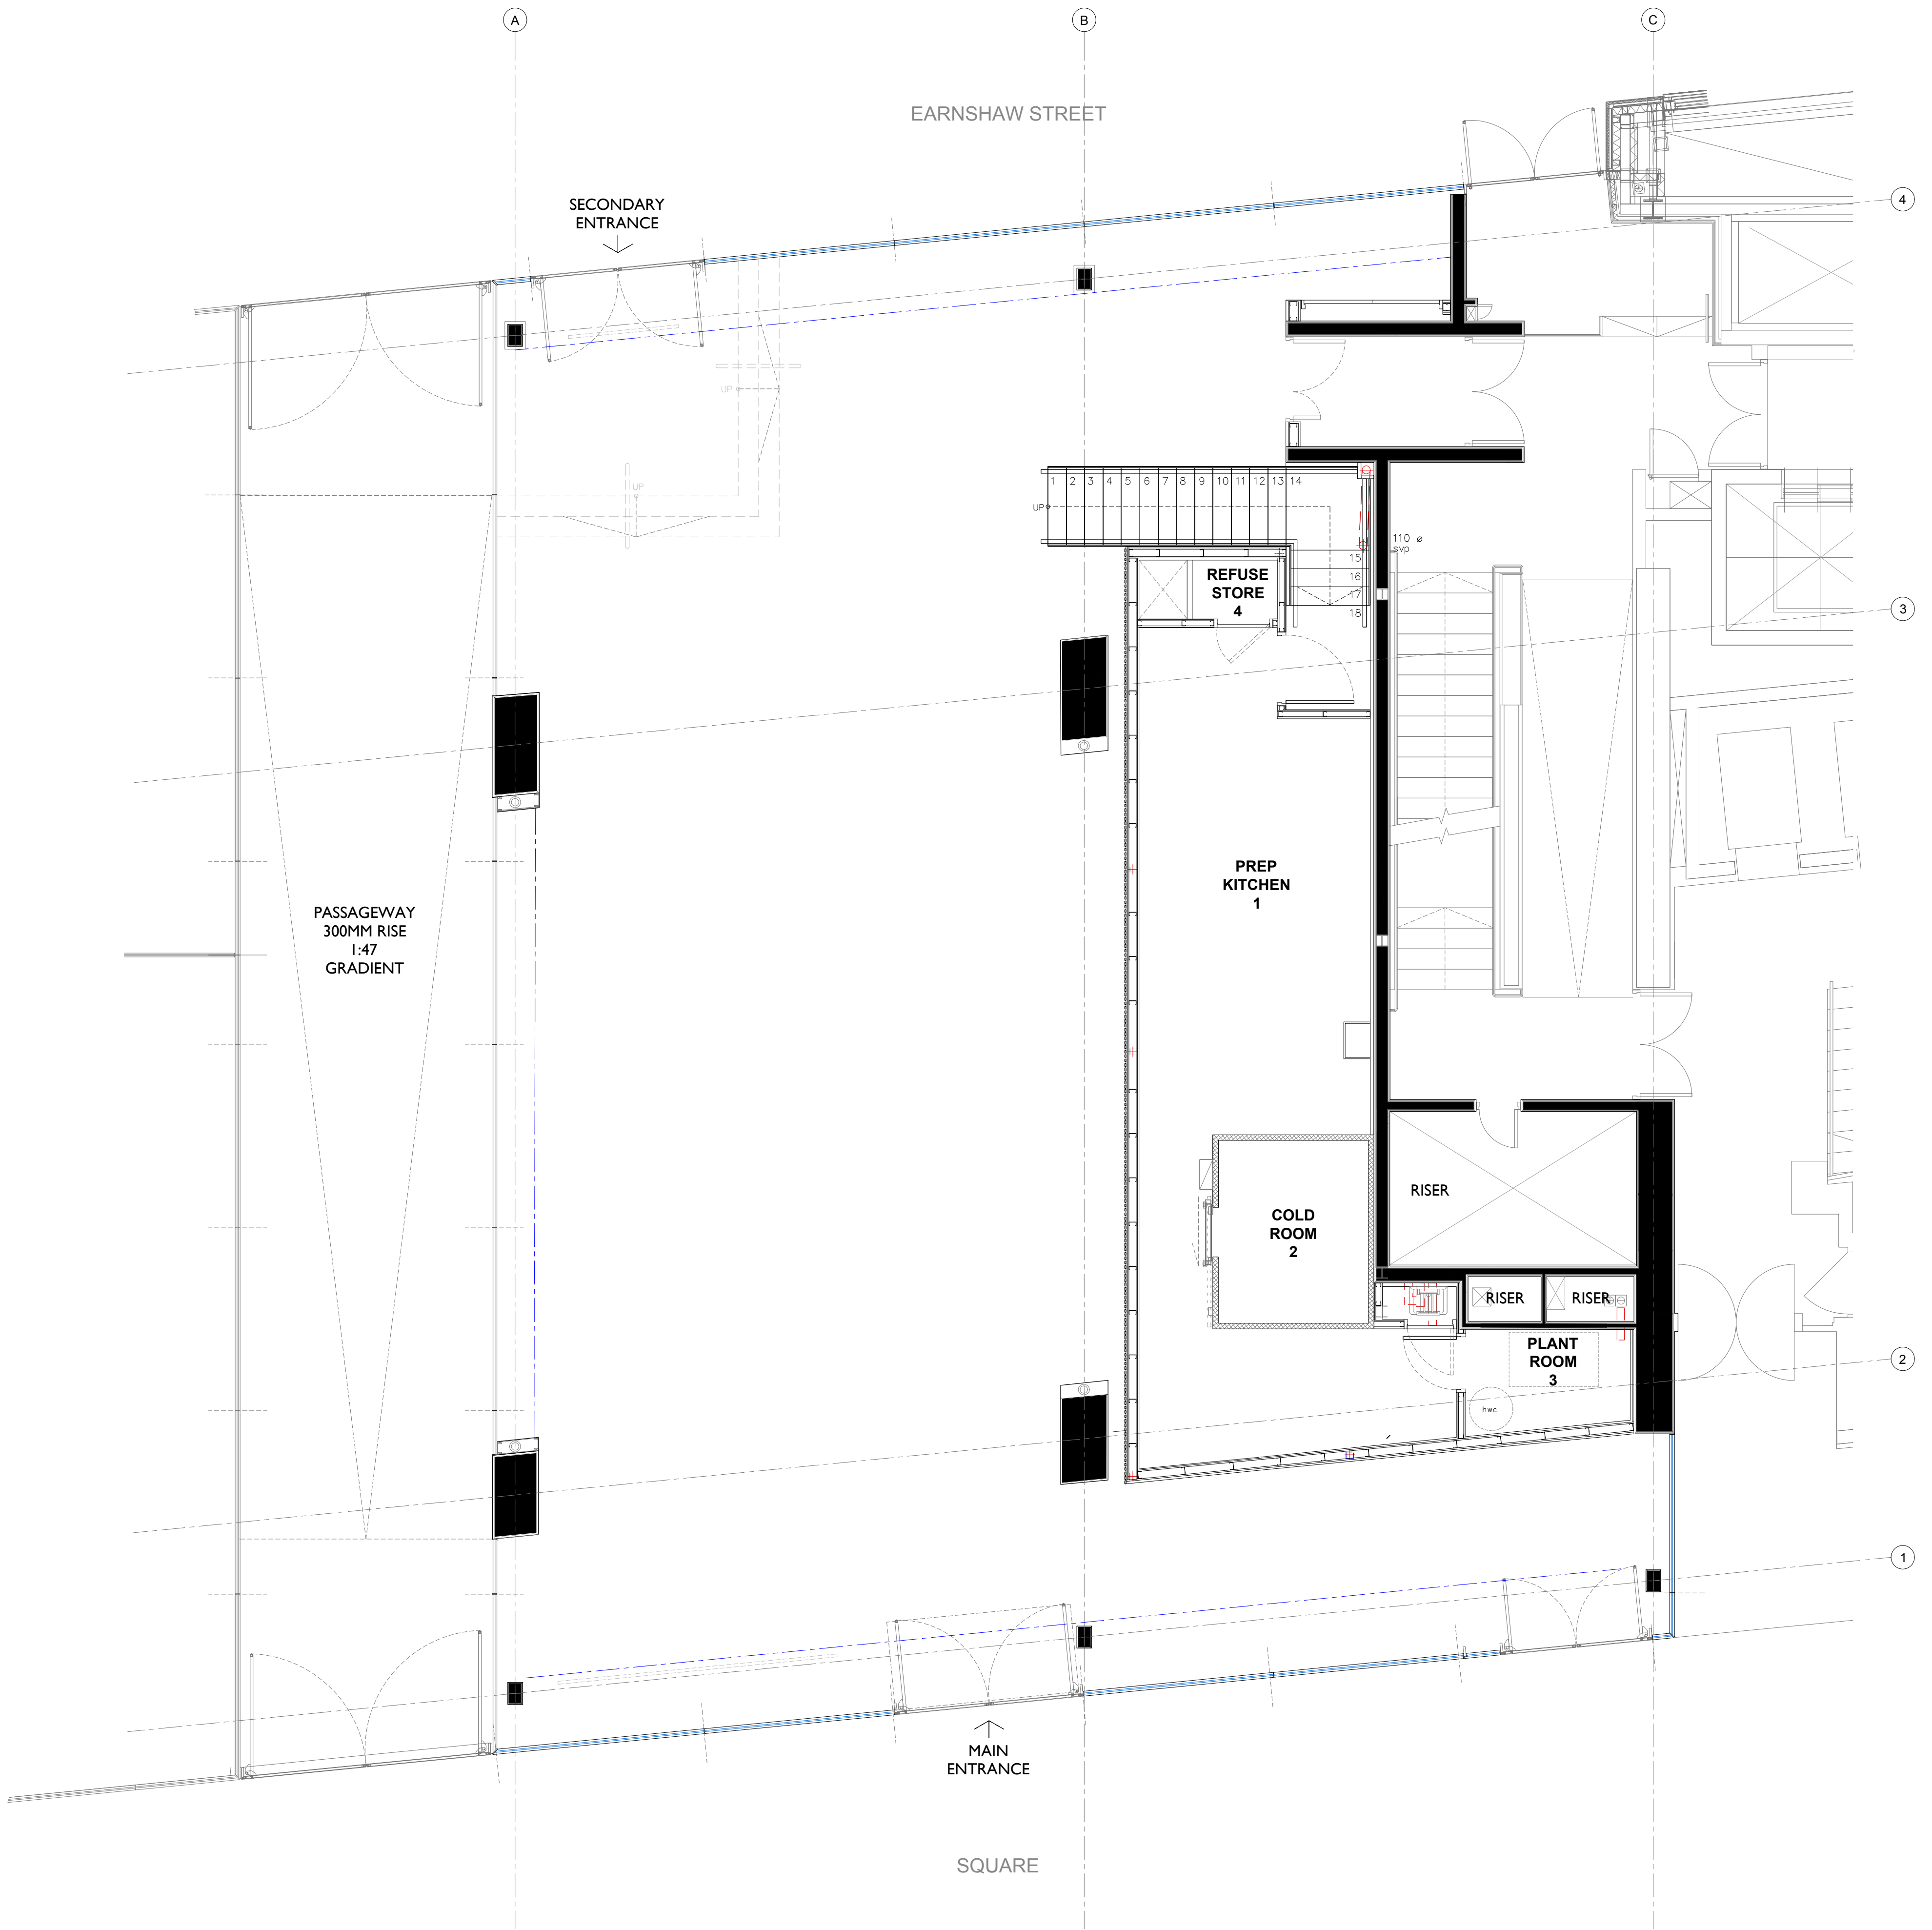 A
B
C
EARNSHAW STREET
SECONDARY
ENTRANCE
4
UP
UP
1 2 3 4 5 6 7 8 9 10 11 12 13 14
UP
110 ø
svp
15
16
17
18
REFUSE
STORE
4
3
PREP
KITCHEN
1
PASSAGEWAY
300MM RISE
1:47
GRADIENT
RISER
COLD
ROOM
2
RISER
RISER
PLANT
ROOM
3
hwc
2
1
MAIN
ENTRANCE
SQUARE